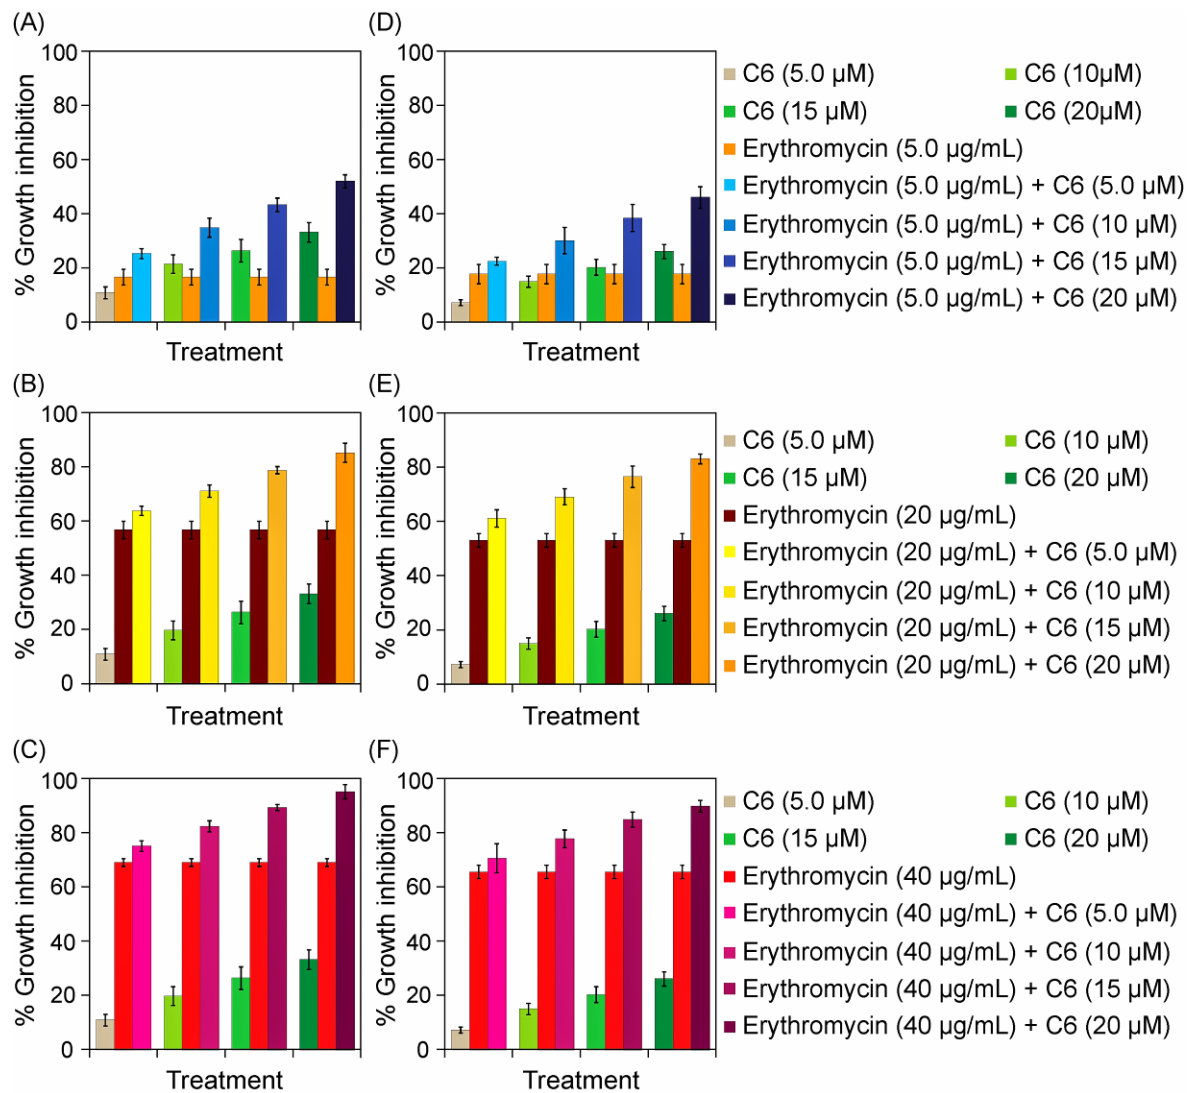 (A)
% Growth inhibition
100
80
60
40
20
0
Treatment
(D)
% Growth inhibition
100
80
60
40
20
0
Treatment
C6 (5.0 µM)
C6 (10µM)
C6 (15 µM)
C6 (20µM)
Erythromycin (5.0 µg/mL)
Erythromycin (5.0 µg/mL) + C6 (5.0 µM)
Erythromycin (5.0 µg/mL) + C6 (10 µM)
Erythromycin (5.0 µg/mL) + C6 (15 µM)
Erythromycin (5.0 µg/mL) + C6 (20 µM)
(B)
% Growth inhibition
100
80
60
40
20
0
Treatment
(E)
% Growth inhibition
100
80
60
40
20
0
Treatment
C6 (5.0 µM)
C6 (10 µM)
C6 (15 µM)
C6 (20 µM)
Erythromycin (20 µg/mL)
Erythromycin (20 µg/mL) + C6 (5.0 µM)
Erythromycin (20 µg/mL) + C6 (10 µM)
Erythromycin (20 µg/mL) + C6 (15 µM)
Erythromycin (20 µg/mL) + C6 (20 µM)
(C)
% Growth inhibition
100
80
60
40
20
0
Treatment
(F)
% Growth inhibition
100
80
60
40
20
0
Treatment
C6 (5.0 µM)
C6 (10 µM)
C6 (15 µM)
C6 (20 µM)
Erythromycin (40 µg/mL)
Erythromycin (40 µg/mL) + C6 (5.0 µM)
Erythromycin (40 µg/mL) + C6 (10 µM)
Erythromycin (40 µg/mL) + C6 (15 µM)
Erythromycin (40 µg/mL) + C6 (20 µM)